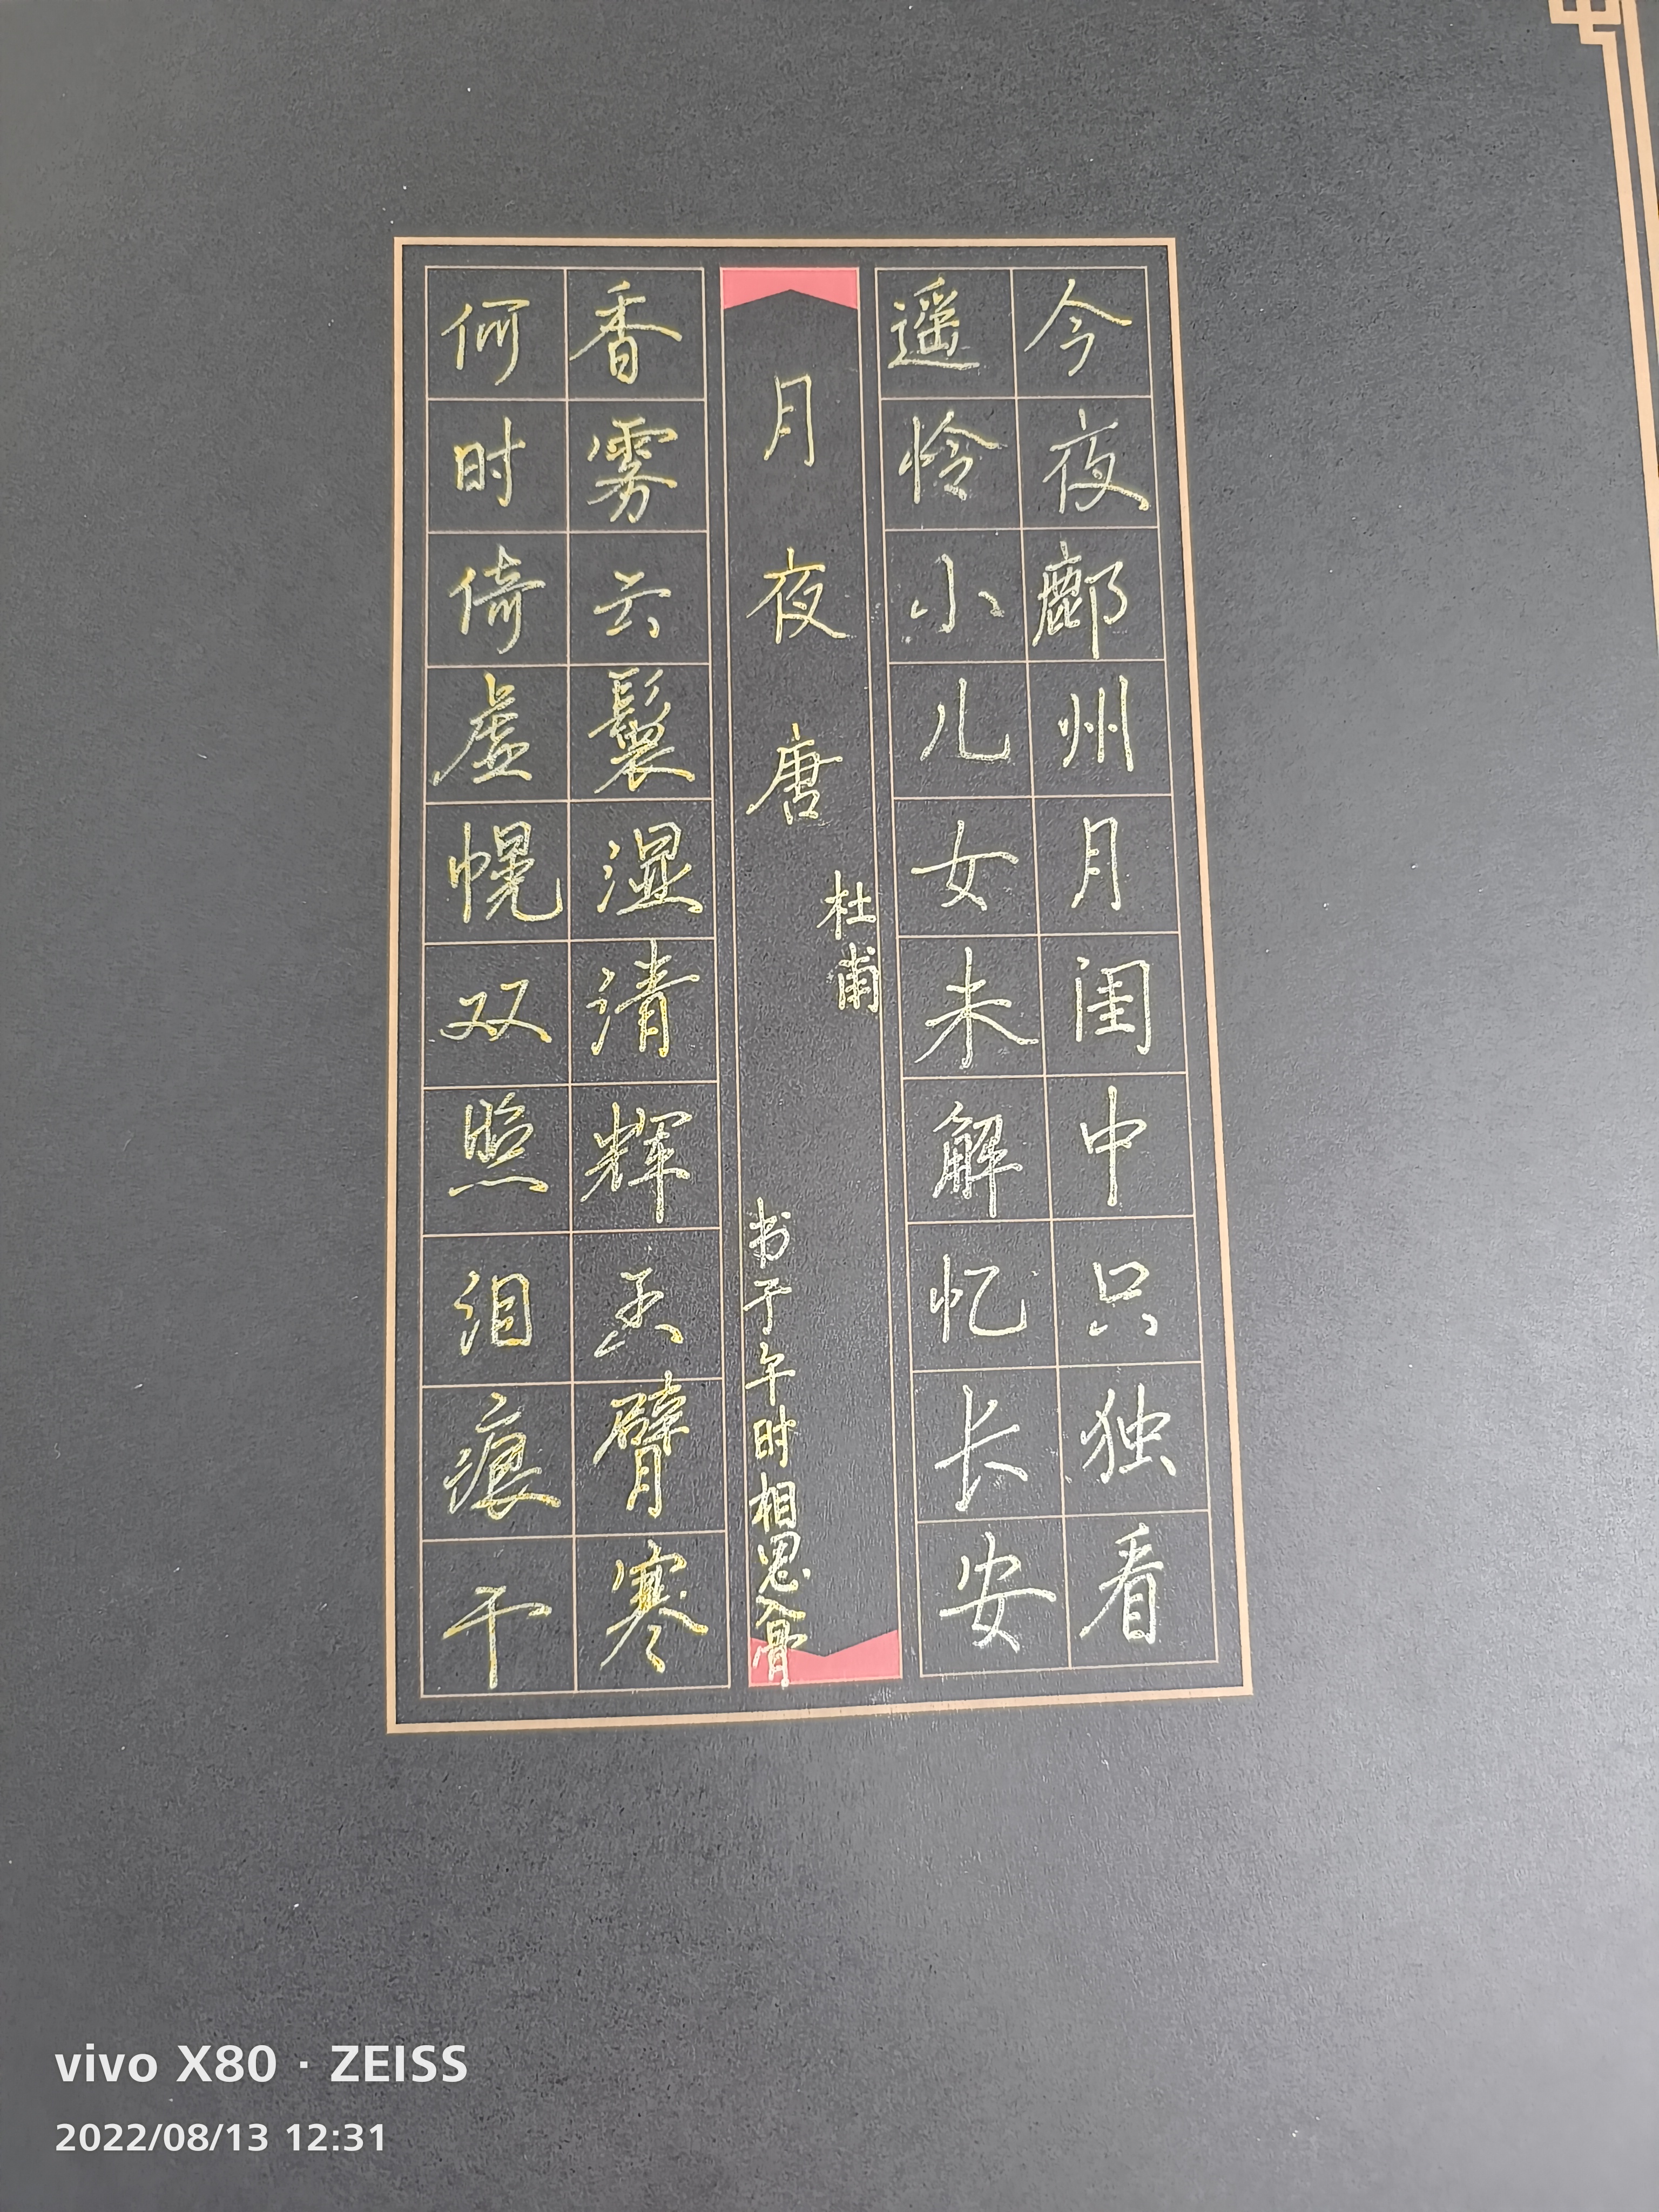 今夜鄜州月闺中只独看
遥怜小儿女未解忆长安
月夜 唐
杜甫
书于午时相思入骨
香雾云鬟湿清辉玉臂寒
何时倚虚幌双照泪痕干
vivo X80 · ZEISS
2022/08/13 12:31